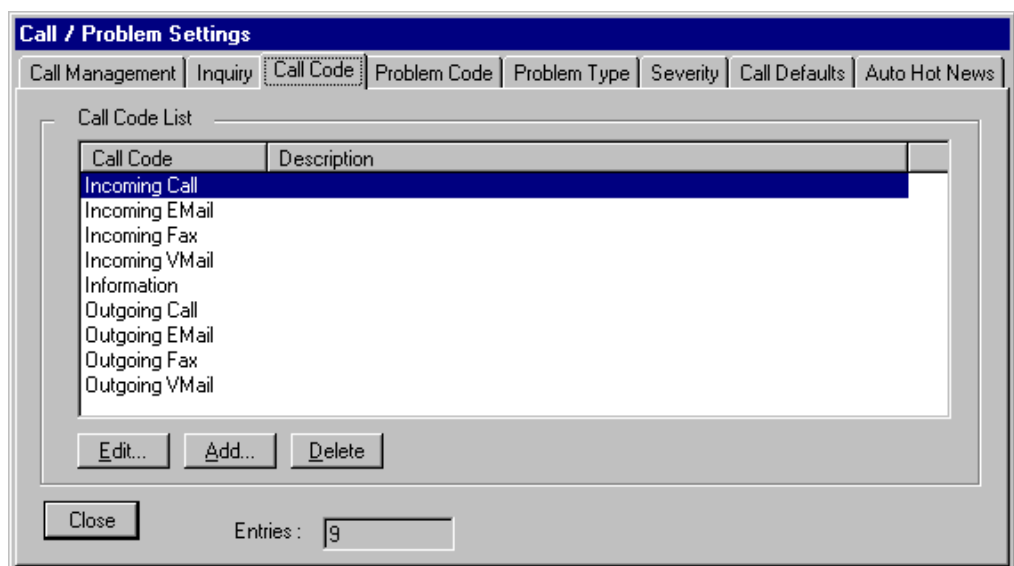 Call / Problem Settings
Call Management Inquiry Call Code Problem Code Problem Type Severity Call Defaults Auto Hot News
Call Code List
Call Code Description
Incoming Call
Incoming EMail
Incoming Fax
Incoming VMail
Information
Outgoing Call
Outgoing EMail
Outgoing Fax
Outgoing VMail
Edit... Add... Delete
Close Entries : 9